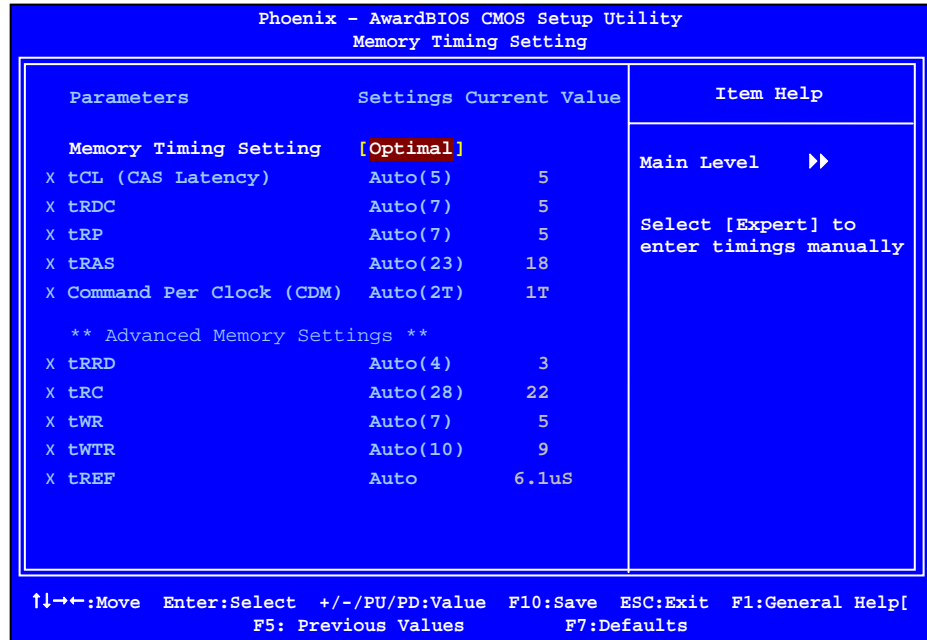 Phoenix - AwardBIOS CMOS Setup Utility
Memory Timing Setting
Parameters Settings Current Value
Memory Timing Setting [Optimal]
X tCL (CAS Latency) Auto(5) 5
X tRDC Auto(7) 5
X tRP Auto(7) 5
X tRAS Auto(23) 18
X Command Per Clock (CDM) Auto(2T) 1T
** Advanced Memory Settings **
X tRRD Auto(4) 3
X tRC Auto(28) 22
X tWR Auto(7) 5
X tWTR Auto(10) 9
X tREF Auto 6.1uS
Item Help
Main Level ▶▶
Select [Expert] to
enter timings manually
↑↓→←:Move Enter:Select +/-/PU/PD:Value F10:Save ESC:Exit F1:General Help[
F5: Previous Values F7:Defaults